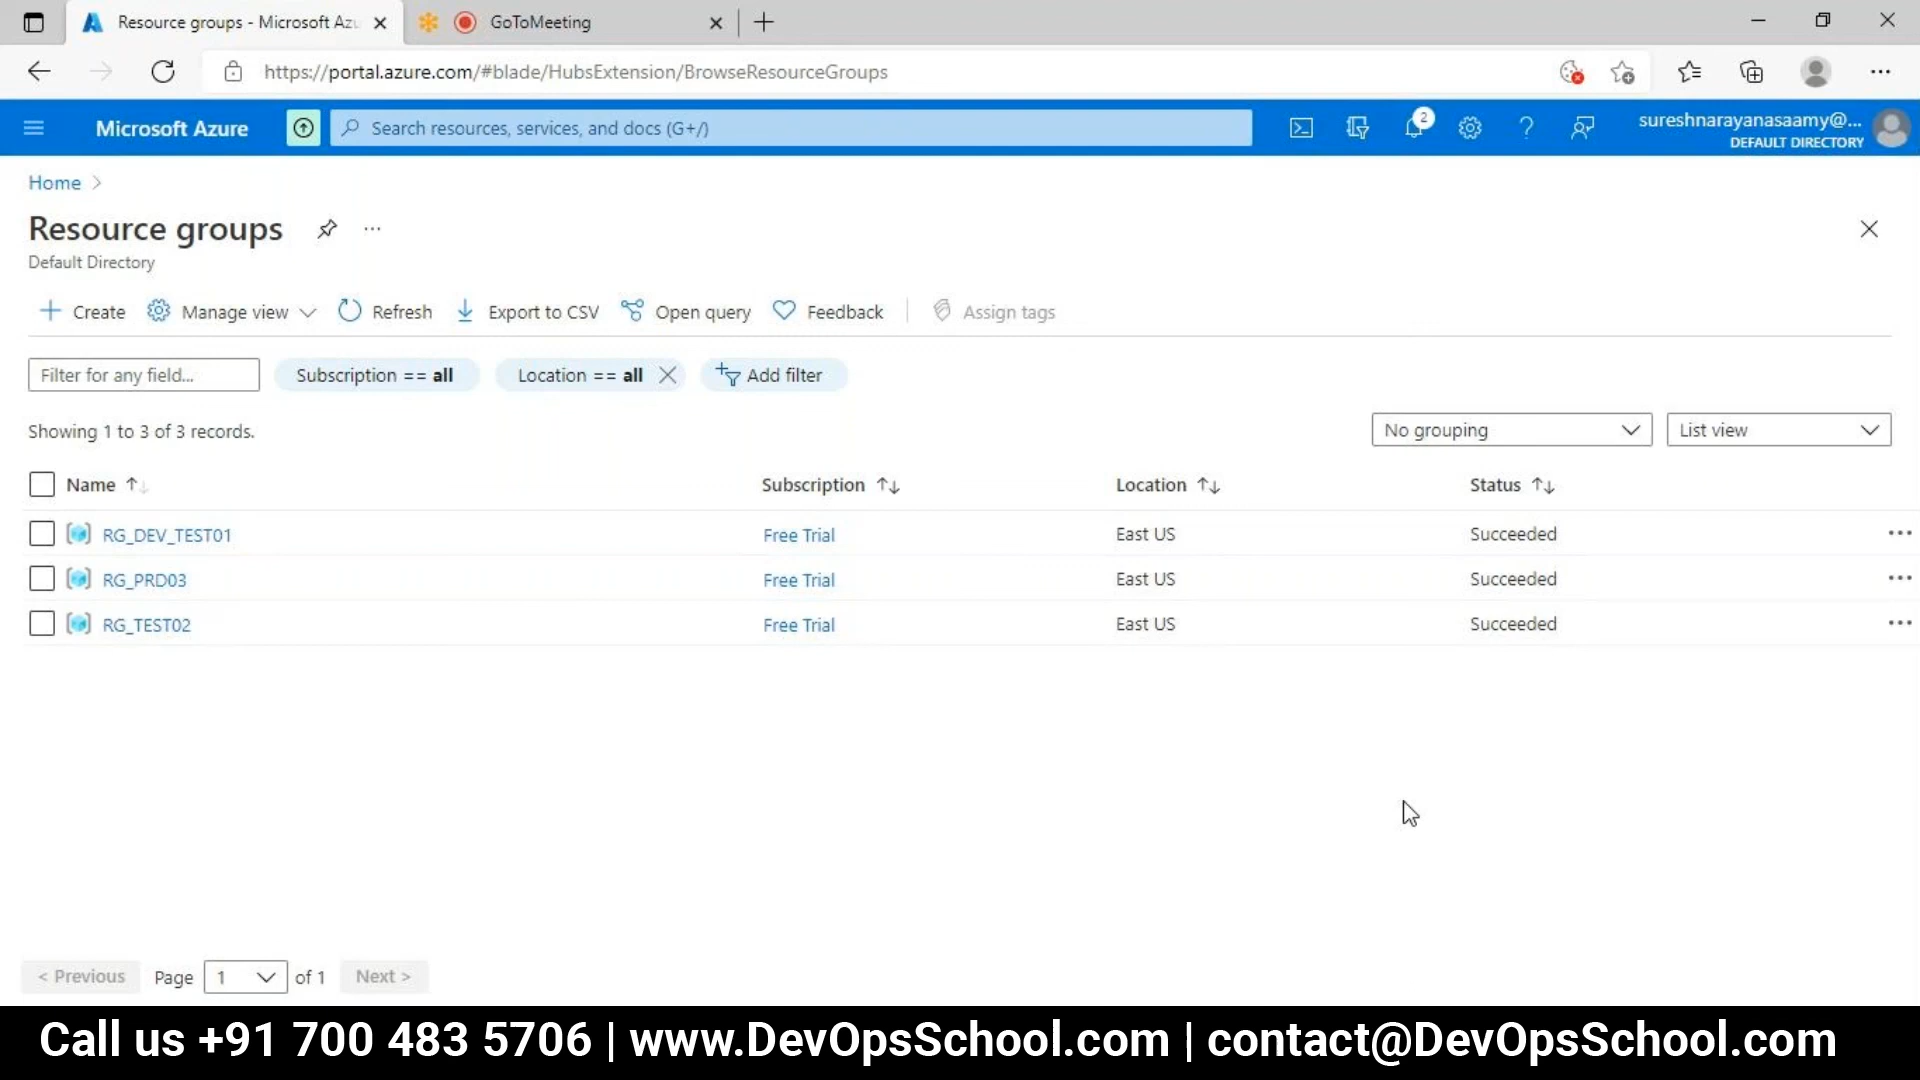 Resource groups - Microsoft Az
GoToMeeting
https://portal.azure.com/#blade/HubsExtension/BrowseResourceGroups
Microsoft Azure
Search resources, services, and docs (G+/)
2
sureshnarayanasaamy@...
DEFAULT DIRECTORY
Home >
Resource groups
...
Default Directory
+ Create
Manage view
Refresh
Export to CSV
Open query
Feedback
Assign tags
Filter for any field...
Subscription == all
Location == all
Add filter
Showing 1 to 3 of 3 records.
No grouping
List view
Name Subscription Location Status
RG_DEV_TEST01 Free Trial East US Succeeded ...
RG_PRD03 Free Trial East US Succeeded ...
RG_TEST02 Free Trial East US Succeeded ...
< Previous Page 1 of 1 Next >
Call us +91 700 483 5706 | www.DevOpsSchool.com | contact@DevOpsSchool.com